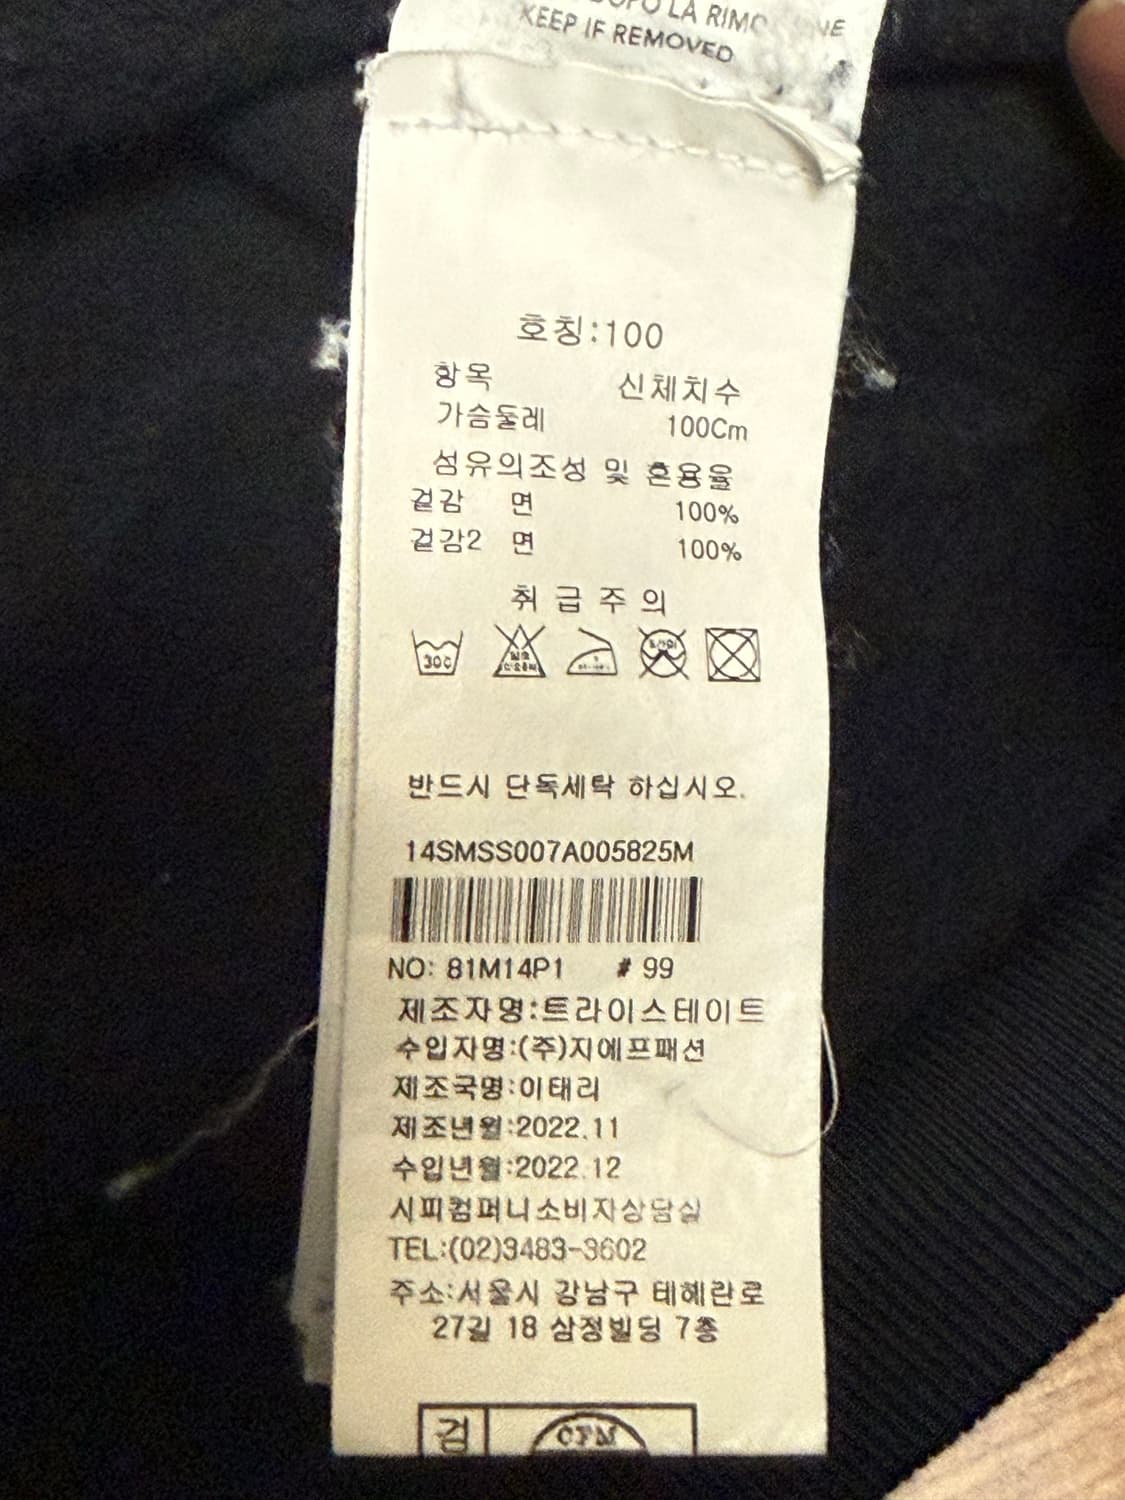 DOPO LA
KEEP IF REMOVED
호칭:100
항목 신체치수
가슴둘레 100Cm
섬유의조성 및 혼용율
겉감 면 100%
겉감2 면 100%
취 급 주 의
30C
반드시 단독세탁 하십시오.
14SMSS007A005825M
NO: 81M14P1 # 99
제조자명:트라이스테이트
수입자명:(주)지에프패션
제조국명:이태리
제조년월:2022.11
수입년월:2022.12
시피컴퍼니소비자상담실
TEL:(02)3483-3602
주소:서울시 강남구 테헤란로
27길 18 삼정빌딩 7층
검